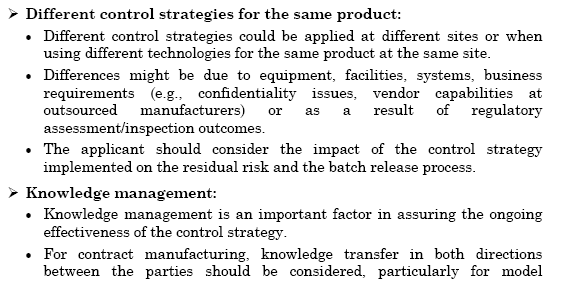 ➢ Different control strategies for the same product:
• Different control strategies could be applied at different sites or when
using different technologies for the same product at the same site.
• Differences might be due to equipment, facilities, systems, business
requirements (e.g., confidentiality issues, vendor capabilities at
outsourced manufacturers) or as a result of regulatory
assessment/inspection outcomes.
• The applicant should consider the impact of the control strategy
implemented on the residual risk and the batch release process.
➢ Knowledge management:
• Knowledge management is an important factor in assuring the ongoing
effectiveness of the control strategy.
• For contract manufacturing, knowledge transfer in both directions
between the parties should be considered, particularly for model